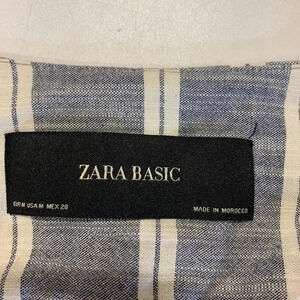 ZARA BASIC
EUR M USA M MEX 28
MADE IN MOROCCO